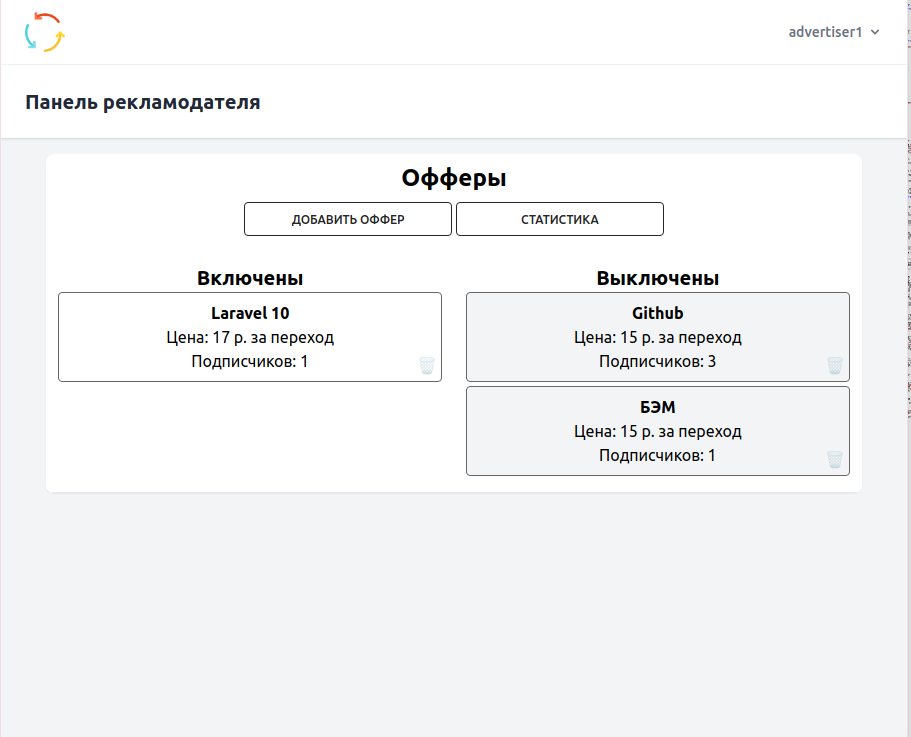 advertiser1
Панель рекламодателя
Офферы
ДОБАВИТЬ ОФФЕР СТАТИСТИКА
Включены
Laravel 10
Цена: 17 р. за переход
Подписчиков: 1
Выключены
Github
Цена: 15 р. за переход
Подписчиков: 3
БЭМ
Цена: 15 р. за переход
Подписчиков: 1